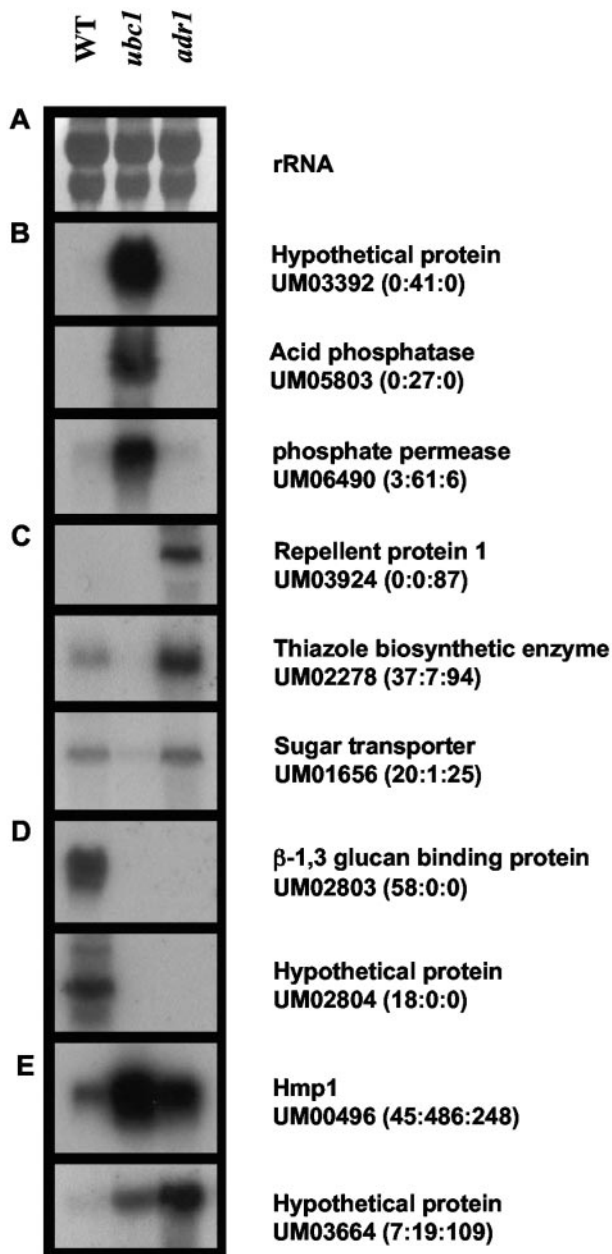 WT ubc1 adr1
A
rRNA
B
Hypothetical protein
UM03392 (0:41:0)
Acid phosphatase
UM05803 (0:27:0)
phosphate permease
UM06490 (3:61:6)
C
Repellent protein 1
UM03924 (0:0:87)
Thiazole biosynthetic enzyme
UM02278 (37:7:94)
Sugar transporter
UM01656 (20:1:25)
D
β-1,3 glucan binding protein
UM02803 (58:0:0)
Hypothetical protein
UM02804 (18:0:0)
E
Hmp1
UM00496 (45:486:248)
Hypothetical protein
UM03664 (7:19:109)